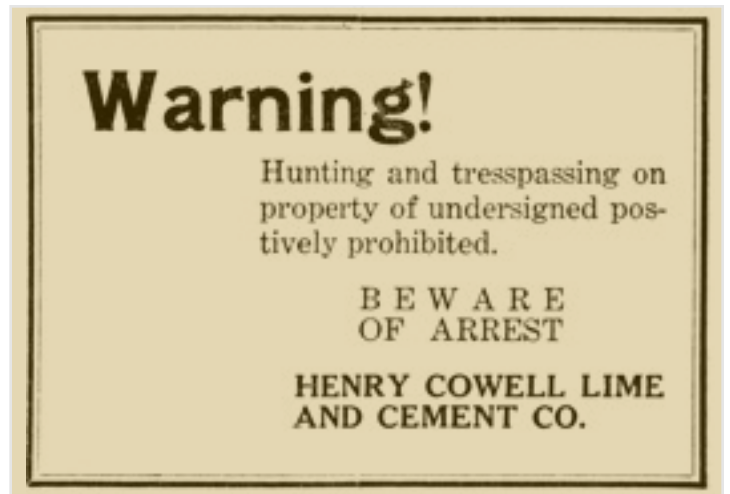 Warning!
Hunting and tresspassing on
property of undersigned pos-
tively prohibited.
BEWARE
OF ARREST
HENRY COWELL LIME
AND CEMENT CO.